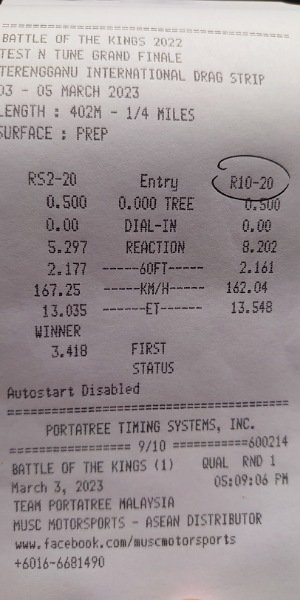 BATTLE OF THE KINGS 2022
TEST N TUNE GRAND FINALE
TERENGGANU INTERNATIONAL DRAG STRIP
03 - 05 MARCH 2023
LENGTH : 402M - 1/4 MILES
SURFACE : PREP
RS2-20 Entry R10-20
0.500 0.000 TREE 0.500
0.00 DIAL-IN 0.00
5.297 REACTION 8.202
2.177 -----60FT----- 2.161
167.25 -----KM/H----- 162.04
13.035 ------ET------ 13.548
WINNER
3.418 FIRST
STATUS
Autostart Disabled
========================================
PORTATREE TIMING SYSTEMS, INC.
================= 9/10 ===========600214
BATTLE OF THE KINGS (1) QUAL RND 1
March 3, 2023 05:09:06 PM
TEAM PORTATREE MALAYSIA
MUSC MOTORSPORTS - ASEAN DISTRIBUTOR
www.facebook.com/muscmotorsports
+6016-6681490